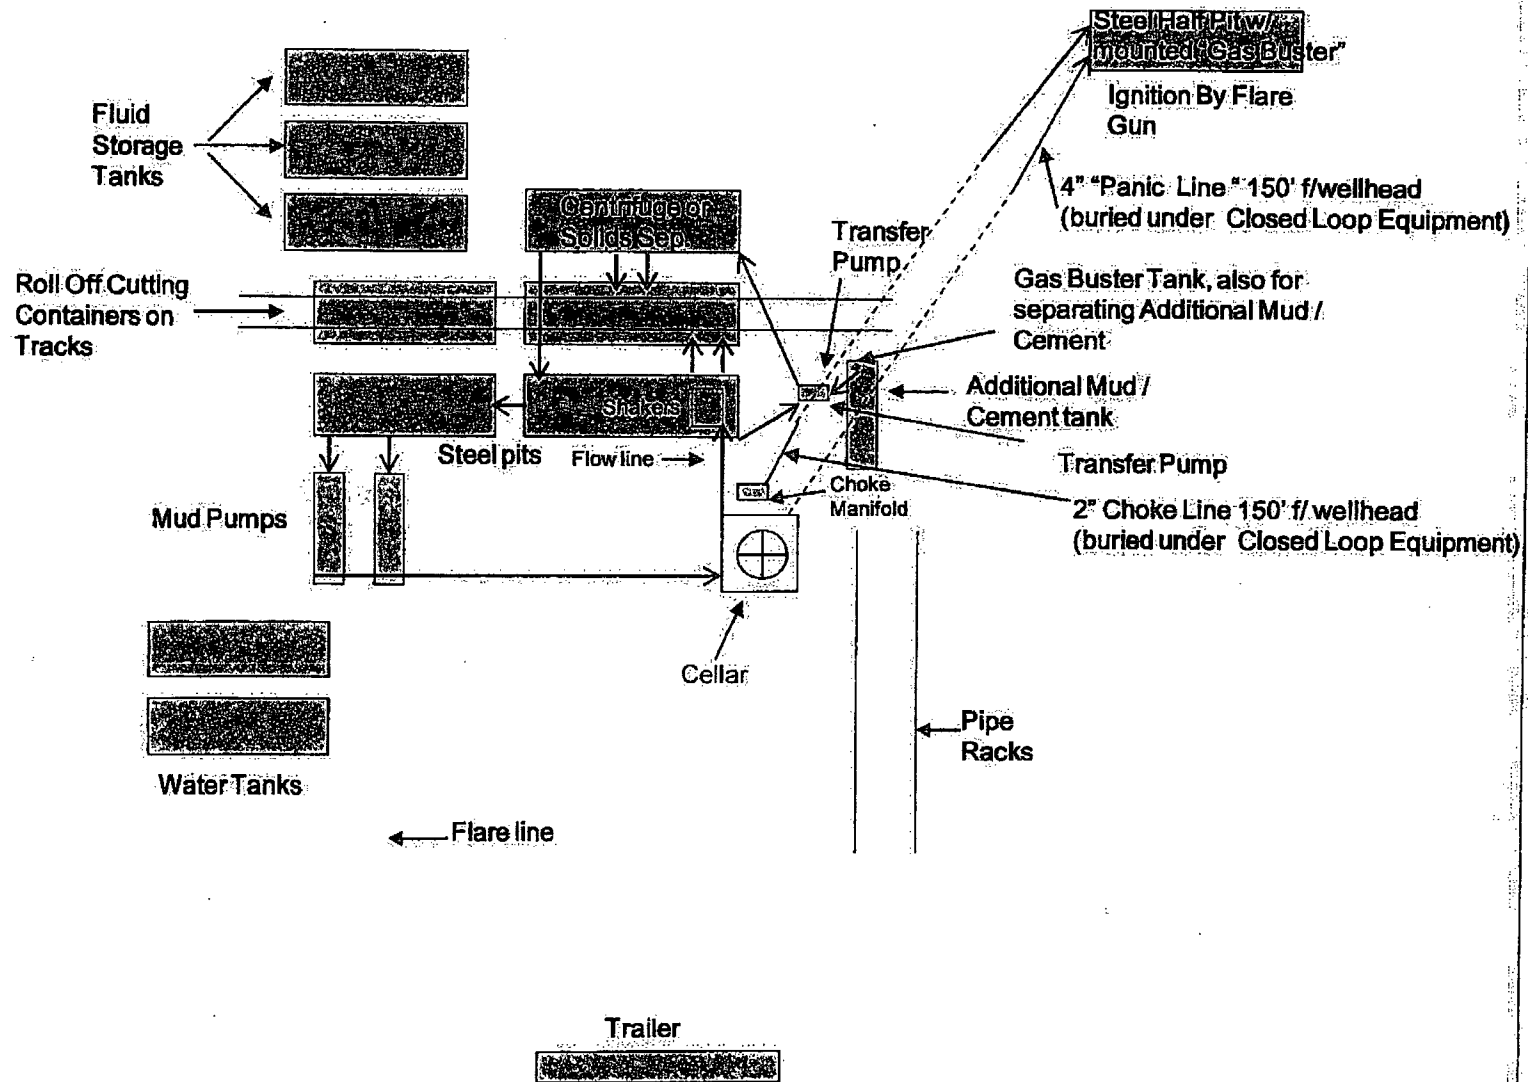 Steel Half Pit w/
mounted "Gas Buster"
Ignition By Flare
Gun
Fluid
Storage
Tanks
4" "Panic Line " 150' f/wellhead
(buried under Closed Loop Equipment)
Centrifuge or
Solids Sep.
Transfer
Pump
Roll Off Cutting
Containers on
Tracks
Gas Buster Tank, also for
separating Additional Mud /
Cement
Additional Mud /
Cement tank
Shakers
Steel pits
Flow line
Transfer Pump
Choke
Manifold
Mud Pumps
2" Choke Line 150' f/ wellhead
(buried under Closed Loop Equipment)
Cellar
Pipe
Racks
Water Tanks
Flare line
Trailer